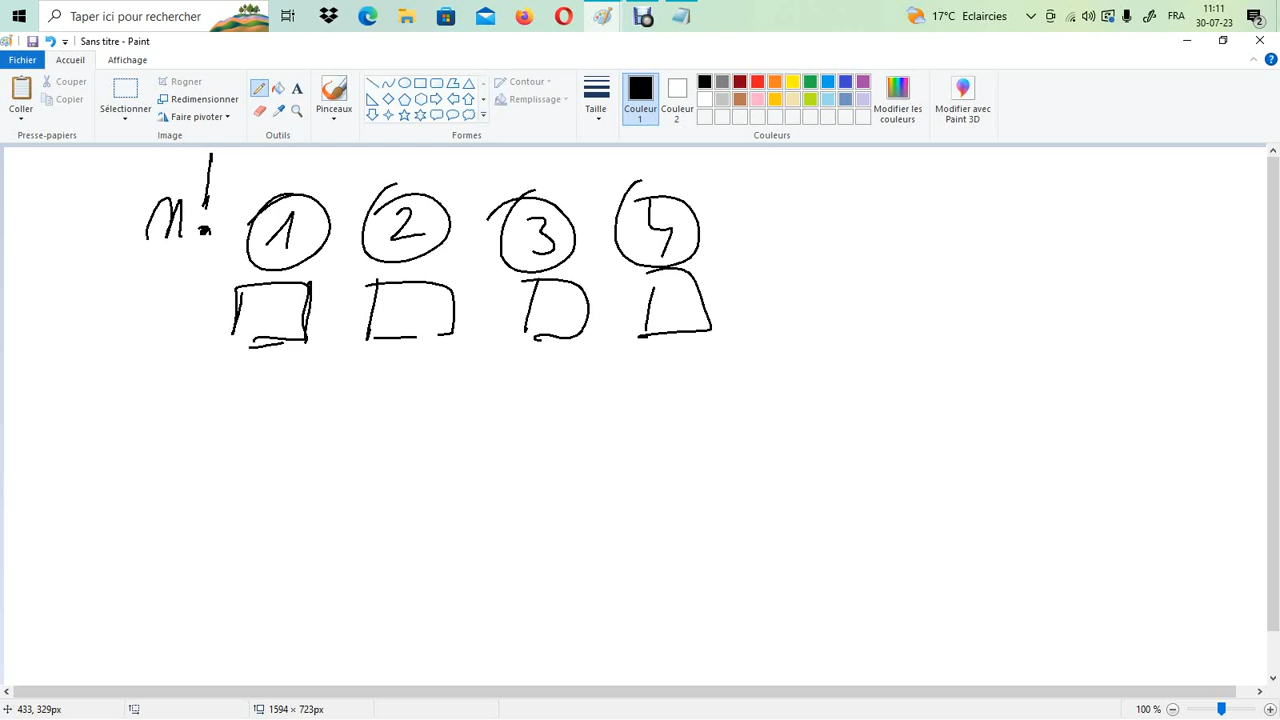 Taper ici pour rechercher
17°C Eclaircies
FRA
11:11
30-07-23
2
Sans titre - Paint
Fichier
Accueil
Affichage
Coller
Couper
Copier
Presse-papiers
Sélectionner
Rogner
Redimensionner
Faire pivoter
Image
A
Outils
Pinceaux
Contour
Remplissage
Formes
Taille
Couleur 1
Couleur 2
Modifier les couleurs
Couleurs
Modifier avec Paint 3D
n! 1 2 3 4
433, 329px
1594 × 723px
100 %